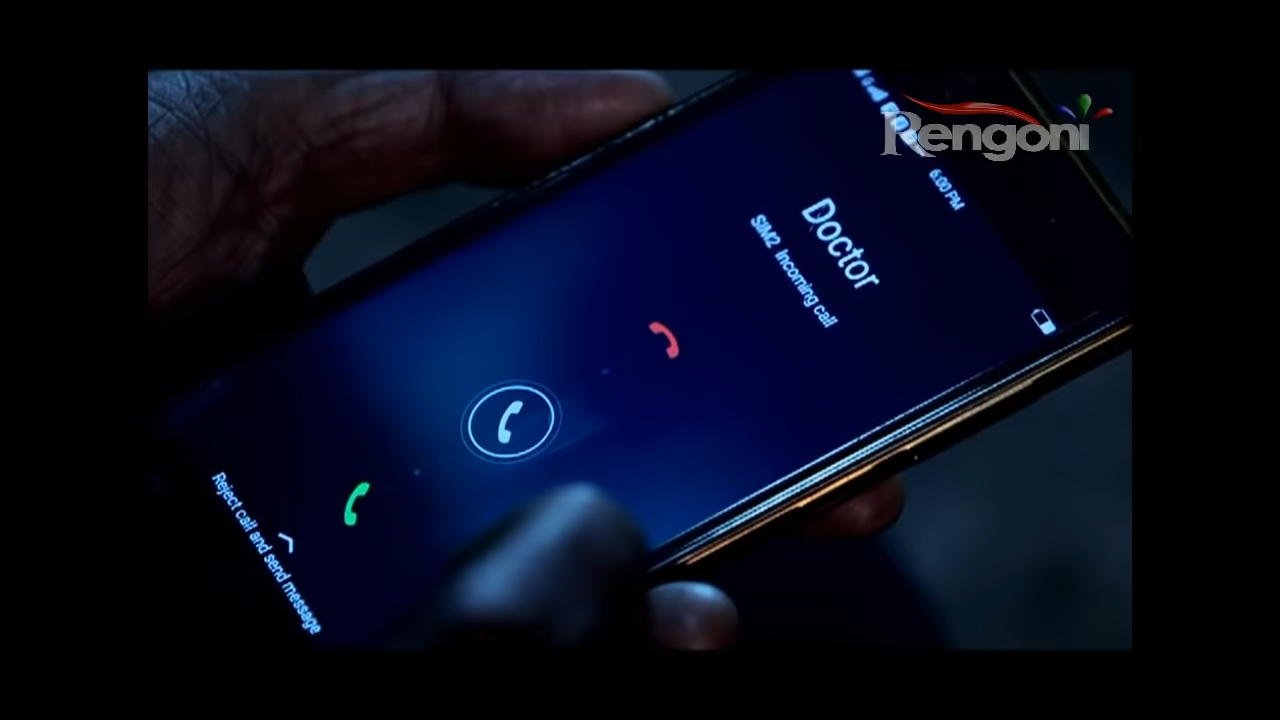 Rengoni
6:00 PM
Doctor
SIM2 Incoming call
Reject call and send message